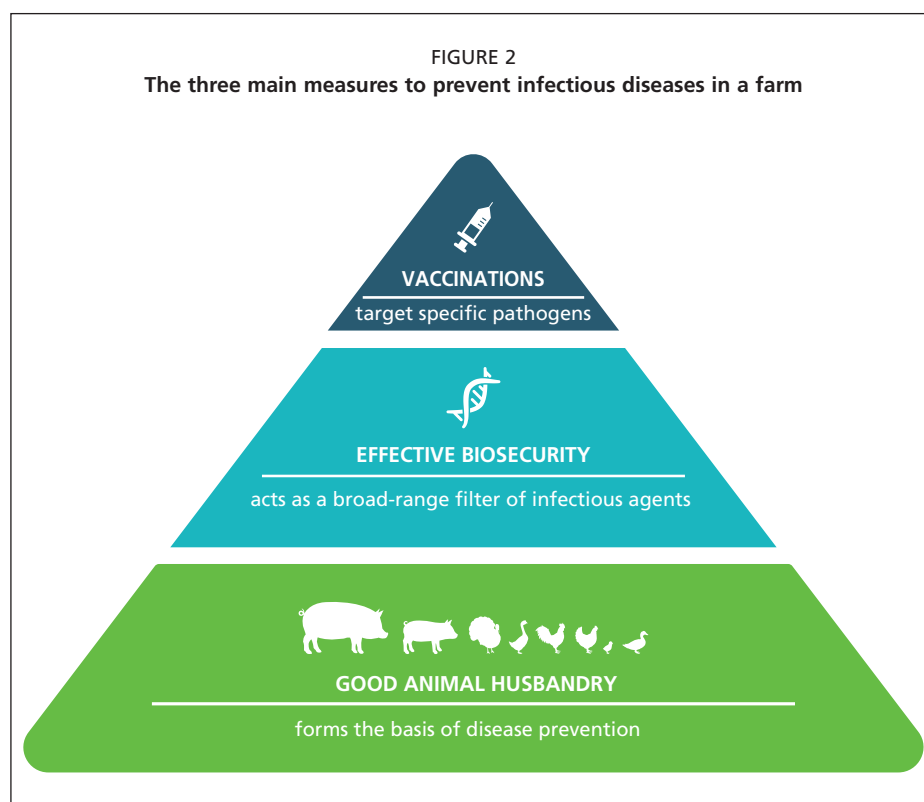 FIGURE 2
The three main measures to prevent infectious diseases in a farm
VACCINATIONS
target specific pathogens
EFFECTIVE BIOSECURITY
acts as a broad-range filter of infectious agents
GOOD ANIMAL HUSBANDRY
forms the basis of disease prevention